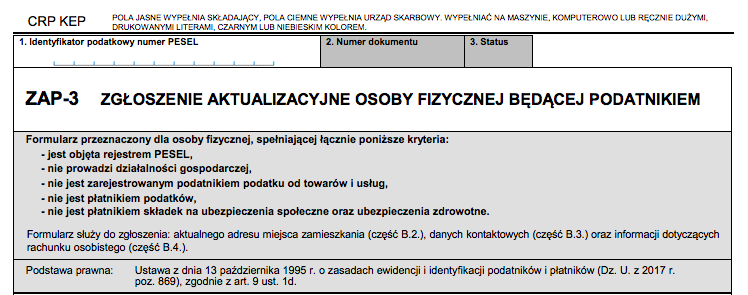 CRP KEP
POLA JASNE WYPEŁNIA SKŁADAJĄCY, POLA CIEMNE WYPEŁNIA URZĄD SKARBOWY. WYPEŁNIAĆ NA MASZYNIE, KOMPUTEROWO LUB RĘCZNIE DUŻYMI,
DRUKOWANYMI LITERAMI, CZARNYM LUB NIEBIESKIM KOLOREM.
1. Identyfikator podatkowy numer PESEL
2. Numer dokumentu
3. Status
ZAP-3 ZGŁOSZENIE AKTUALIZACYJNE OSOBY FIZYCZNEJ BĘDĄCEJ PODATNIKIEM
Formularz przeznaczony dla osoby fizycznej, spełniającej łącznie poniższe kryteria:
- jest objęta rejestrem PESEL,
- nie prowadzi działalności gospodarczej,
- nie jest zarejestrowanym podatnikiem podatku od towarów i usług,
- nie jest płatnikiem podatków,
- nie jest płatnikiem składek na ubezpieczenia społeczne oraz ubezpieczenia zdrowotne.
Formularz służy do zgłoszenia: aktualnego adresu miejsca zamieszkania (część B.2.), danych kontaktowych (część B.3.) oraz informacji dotyczących
rachunku osobistego (część B.4.).
Podstawa prawna: Ustawa z dnia 13 października 1995 r. o zasadach ewidencji i identyfikacji podatników i płatników (Dz. U. z 2017 r.
poz. 869), zgodnie z art. 9 ust. 1d.